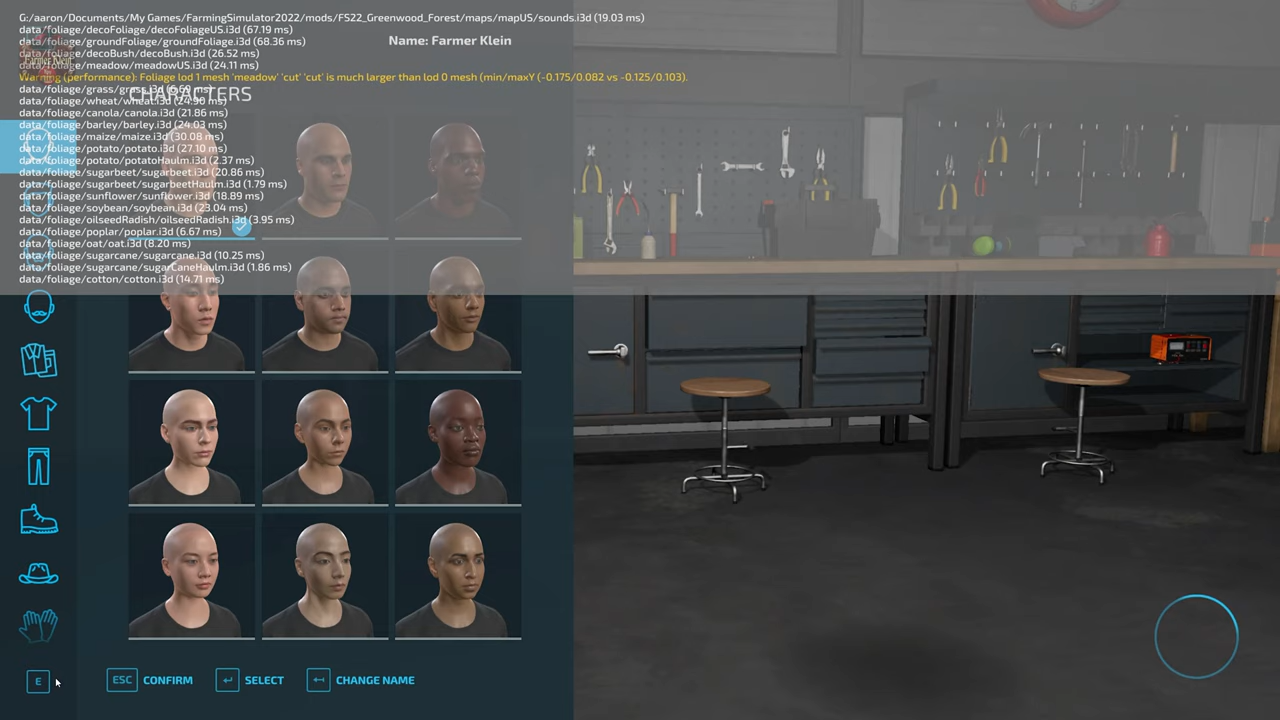 G:/aaron/Documents/My Games/FarmingSimulator2022/mods/FS22_Greenwood_Forest/maps/mapUS/sounds.i3d (19.03 ms)
data/foliage/decoFoliage/decoFoliageUS.i3d (67.19 ms)
data/foliage/groundFoliage/groundFoliage.i3d (68.36 ms)
Name: Farmer Klein
data/foliage/decoBush/decoBush.i3d (26.52 ms)
Farmer Klein
data/foliage/meadow/meadowUS.i3d (24.11 ms)
Warning (performance): Foliage lod 1 mesh 'meadow' 'cut' 'cut' is much larger than lod 0 mesh (min/maxY (-0.175/0.082 vs -0.125/0.103).
data/foliage/grass/grass.i3d (6.69 ms)
CHARACTERS
data/foliage/wheat/wheat.i3d (24.90 ms)
data/foliage/canola/canola.i3d (21.86 ms)
data/foliage/barley/barley.i3d (24.03 ms)
data/foliage/maize/maize.i3d (30.08 ms)
data/foliage/potato/potato.i3d (27.10 ms)
data/foliage/potato/potatoHaulm.i3d (2.37 ms)
data/foliage/sugarbeet/sugarbeet.i3d (20.86 ms)
data/foliage/sugarbeet/sugarbeetHaulm.i3d (1.79 ms)
data/foliage/sunflower/sunflower.i3d (18.89 ms)
data/foliage/soybean/soybean.i3d (23.04 ms)
data/foliage/oilseedRadish/oilseedRadish.i3d (3.95 ms)
data/foliage/poplar/poplar.i3d (6.67 ms)
data/foliage/oat/oat.i3d (8.20 ms)
data/foliage/sugarcane/sugarcane.i3d (10.25 ms)
data/foliage/sugarcane/sugarCaneHaulm.i3d (1.86 ms)
data/foliage/cotton/cotton.i3d (14.71 ms)
E ESC CONFIRM SELECT CHANGE NAME